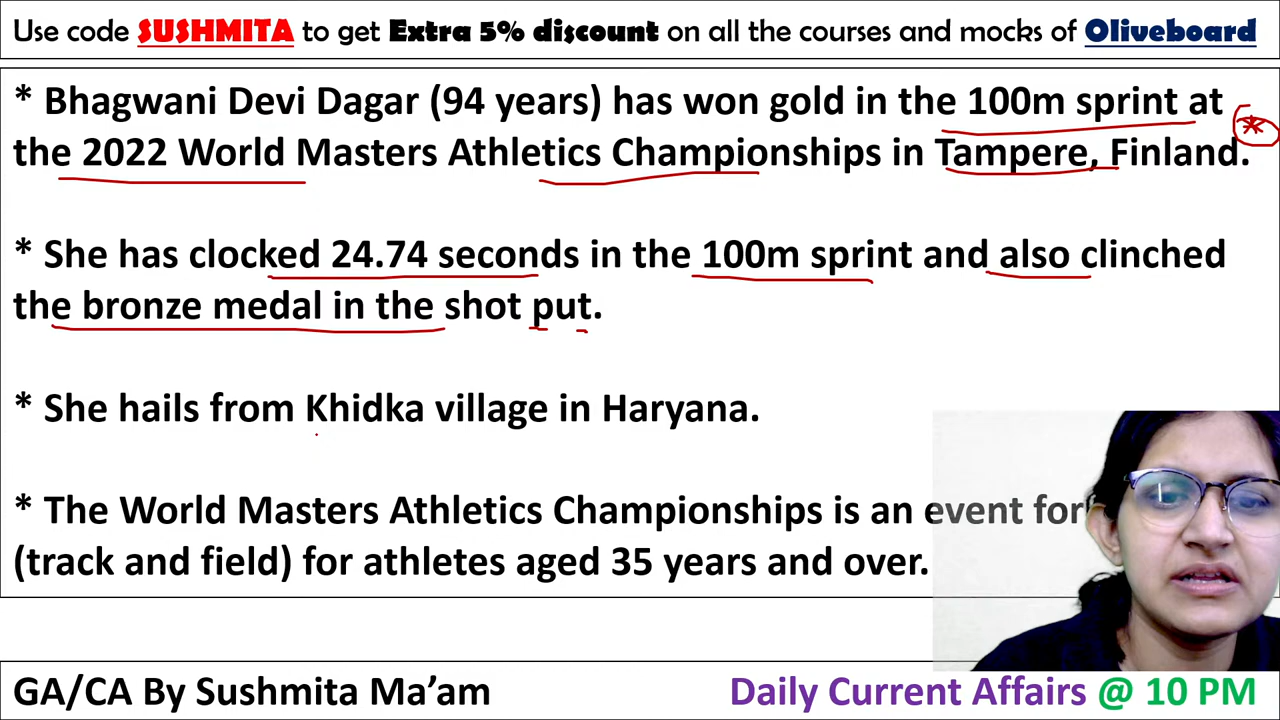 Use code SUSHMITA to get Extra 5% discount on all the courses and mocks of Oliveboard
* Bhagwani Devi Dagar (94 years) has won gold in the 100m sprint at
the 2022 World Masters Athletics Championships in Tampere, Finland.
* She has clocked 24.74 seconds in the 100m sprint and also clinched
the bronze medal in the shot put.
* She hails from Khidka village in Haryana.
* The World Masters Athletics Championships is an event for
(track and field) for athletes aged 35 years and over.
GA/CA By Sushmita Ma’am
Daily Current Affairs @ 10 PM